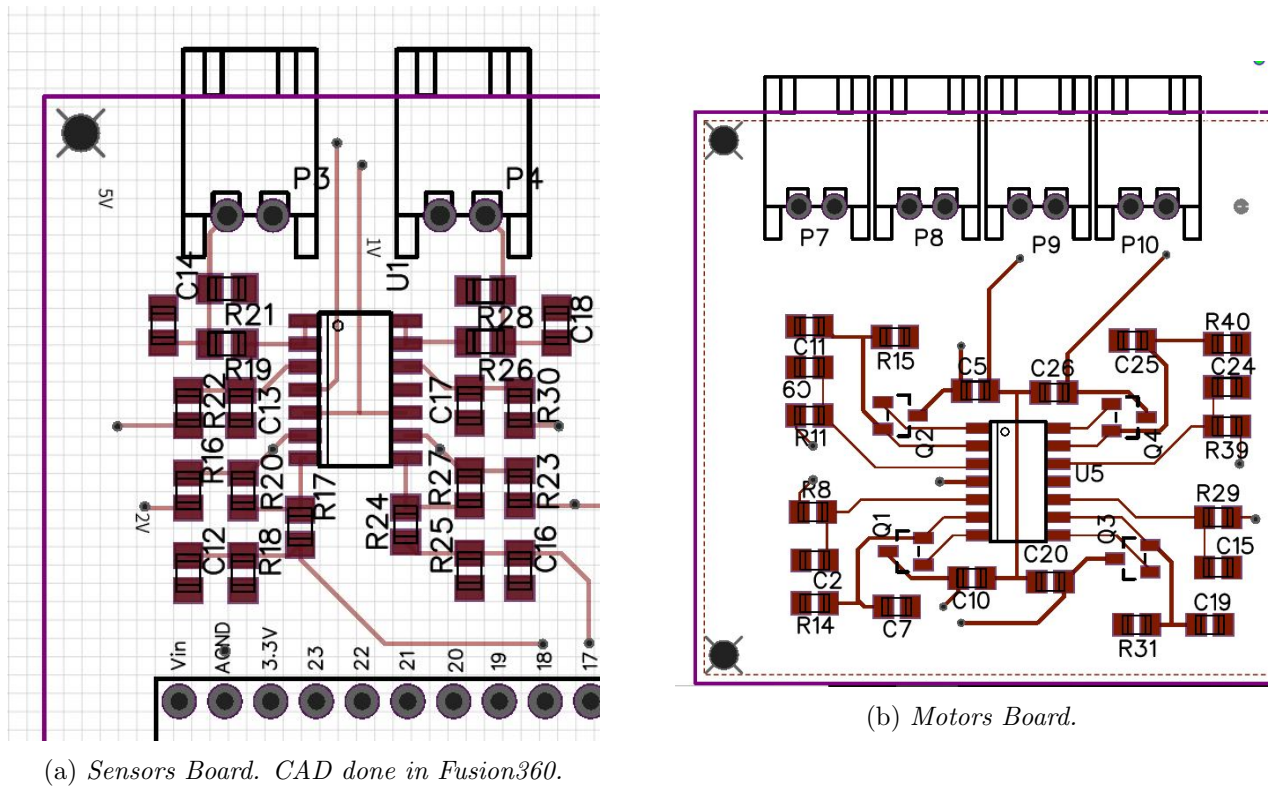 P3
P4
5V
1V
U1
C14
R21
R28
C18
R19
R26
R22
C13
C17
R30
R16
R20
R27
R23
R17
R24
2V
C12
R18
R25
C16
Vin
AGND
3.3V
23
22
21
20
19
18
17
(a) Sensors Board. CAD done in Fusion360.
P7
P8
P9
P10
C11
R15
C5
C26
C25
R40
C9
C24
R11
Q2
Q4
R39
U5
R8
Q1
Q3
R29
C2
C10
C20
C15
R14
C7
R31
C19
(b) Motors Board.